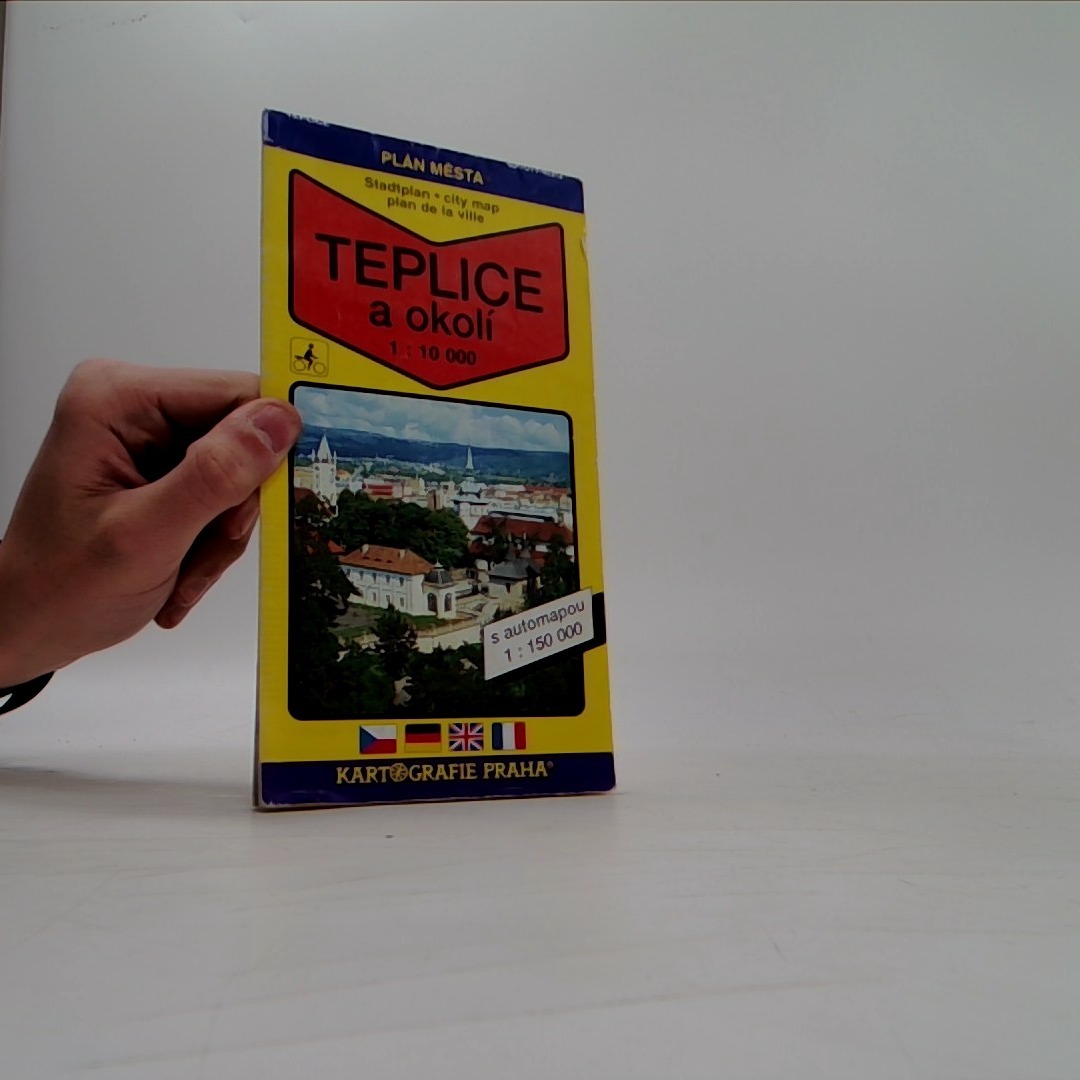 PLÁN MĚSTA
Stadtplan • city map
plan de la ville
TEPLICE
a okolí
1 : 10 000
s automapou
1 : 150 000
KARTOGRAFIE PRAHA®